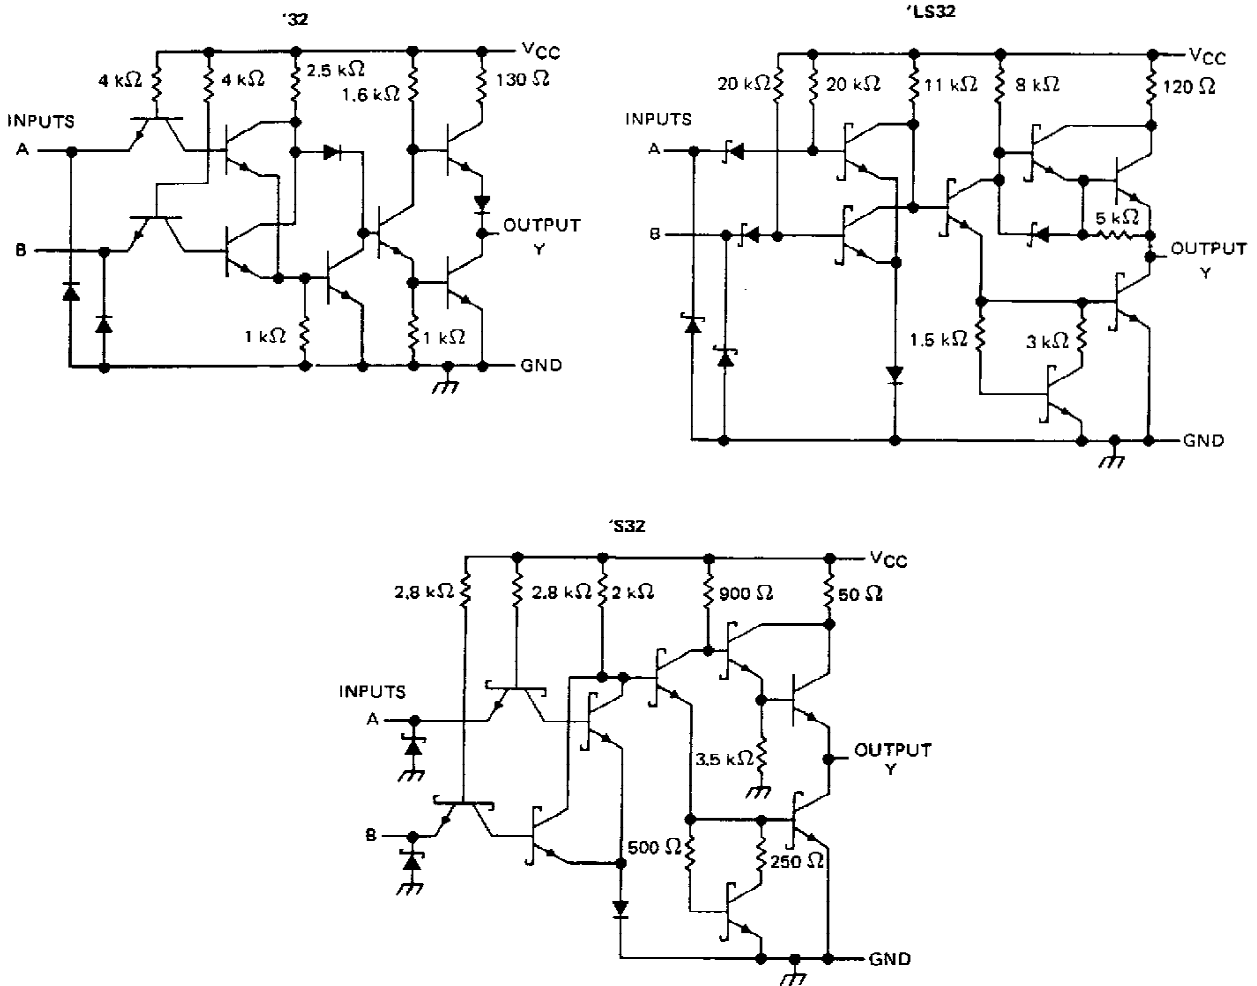 '32
VCC
4 kΩ
4 kΩ
2.5 kΩ
1.6 kΩ
130 Ω
INPUTS
A
B
OUTPUT
Y
1 kΩ
1 kΩ
GND
'LS32
VCC
20 kΩ
20 kΩ
11 kΩ
8 kΩ
120 Ω
INPUTS
A
B
5 kΩ
OUTPUT
Y
1.5 kΩ
3 kΩ
GND
'S32
VCC
2.8 kΩ
2.8 kΩ
2 kΩ
900 Ω
50 Ω
INPUTS
A
B
3.5 kΩ
OUTPUT
Y
500 Ω
250 Ω
GND